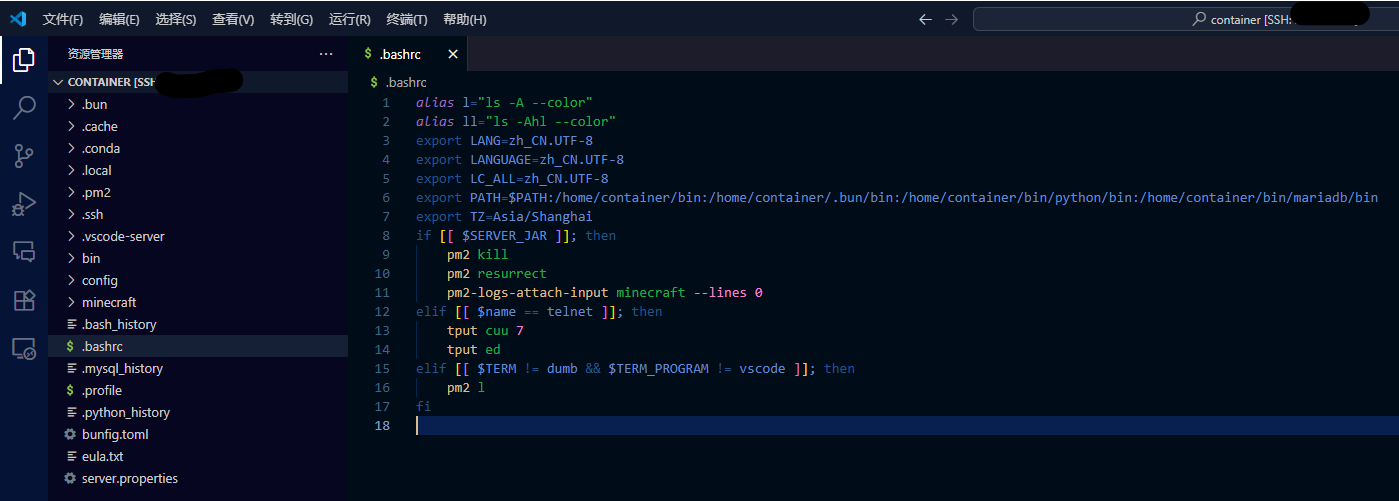 文件(F) 编辑(E) 选择(S) 查看(V) 转到(G) 运行(R) 终端(T) 帮助(H)
container [SSH:
资源管理器
CONTAINER [SSH
.bun
.cache
.conda
.local
.pm2
.ssh
.vscode-server
bin
config
minecraft
.bash_history
$ .bashrc
.mysql_history
$ .profile
.python_history
bunfig.toml
eula.txt
server.properties
$ .bashrc
$ .bashrc
1 alias l="ls -A --color"
2 alias ll="ls -Ahl --color"
3 export LANG=zh_CN.UTF-8
4 export LANGUAGE=zh_CN.UTF-8
5 export LC_ALL=zh_CN.UTF-8
6 export PATH=$PATH:/home/container/bin:/home/container/.bun/bin:/home/container/bin/python/bin:/home/container/bin/mariadb/bin
7 export TZ=Asia/Shanghai
8 if [[ $SERVER_JAR ]]; then
9 pm2 kill
10 pm2 resurrect
11 pm2-logs-attach-input minecraft --lines 0
12 elif [[ $name == telnet ]]; then
13 tput cuu 7
14 tput ed
15 elif [[ $TERM != dumb && $TERM_PROGRAM != vscode ]]; then
16 pm2 l
17 fi
18